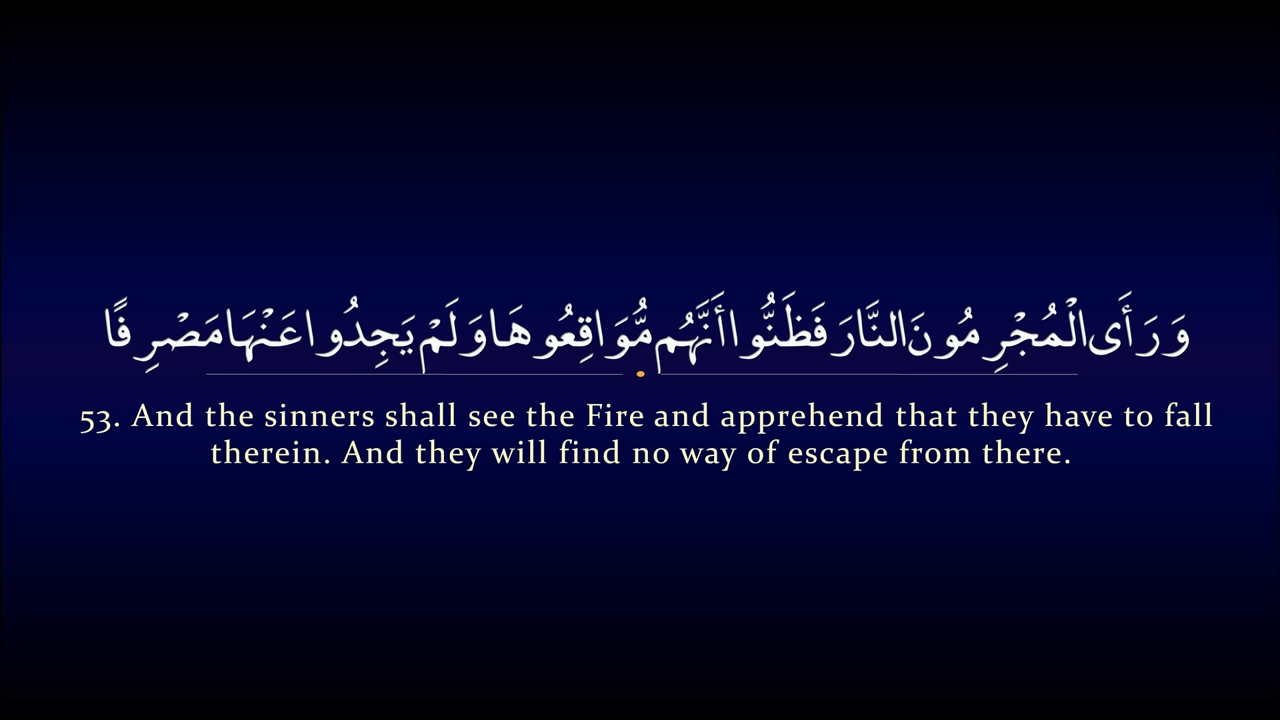 وَرَأَى الْمُجْرِمُونَ النَّارَ فَظَنُّوا أَنَّهُم مُّوَاقِعُوهَا وَلَمْ يَجِدُوا عَنْهَا مَصْرِفًا
53. And the sinners shall see the Fire and apprehend that they have to fall
therein. And they will find no way of escape from there.